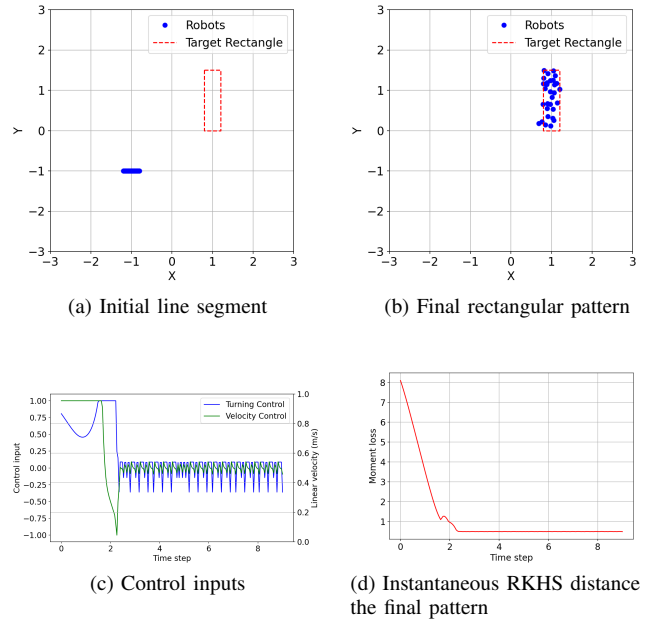 3
2
1
0
−1
−2
−3
Y
−3 −2 −1 0 1 2 3
X
Robots
Target Rectangle
3
2
1
0
−1
−2
−3
Y
−3 −2 −1 0 1 2 3
X
Robots
Target Rectangle
(a) Initial line segment
(b) Final rectangular pattern
1.00
0.75
0.50
0.25
0.00
−0.25
−0.50
−0.75
−1.00
Control input
0 2 4 6 8
Time step
Turning Control
Velocity Control
1.0
0.8
0.6
0.4
0.2
0.0
Linear velocity (m/s)
8
7
6
5
4
3
2
1
Moment loss
0 2 4 6 8
Time step
(c) Control inputs
(d) Instantaneous RKHS distance
the final pattern